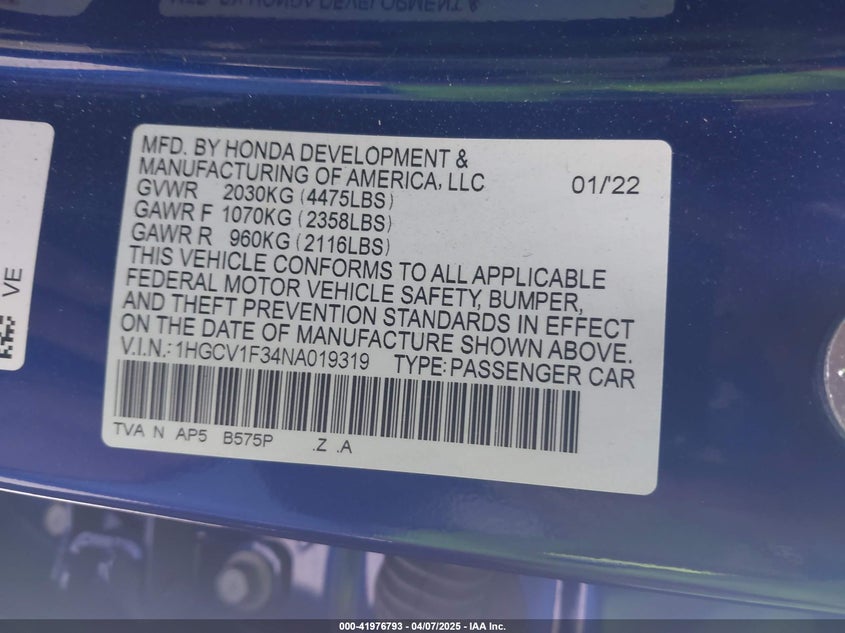 MFD. BY HONDA DEVELOPMENT &
MANUFACTURING OF AMERICA, LLC 01/'22
GVWR 2030KG (4475LBS)
GAWR F 1070KG (2358LBS)
GAWR R 960KG (2116LBS)
THIS VEHICLE CONFORMS TO ALL APPLICABLE
FEDERAL MOTOR VEHICLE SAFETY, BUMPER,
AND THEFT PREVENTION STANDARDS IN EFFECT
ON THE DATE OF MANUFACTURE SHOWN ABOVE.
V.I.N.: 1HGCV1F34NA019319 TYPE: PASSENGER CAR
TVA N AP5 B575P .Z .A
VE
000-41976793 - 04/07/2025 - IAA Inc.